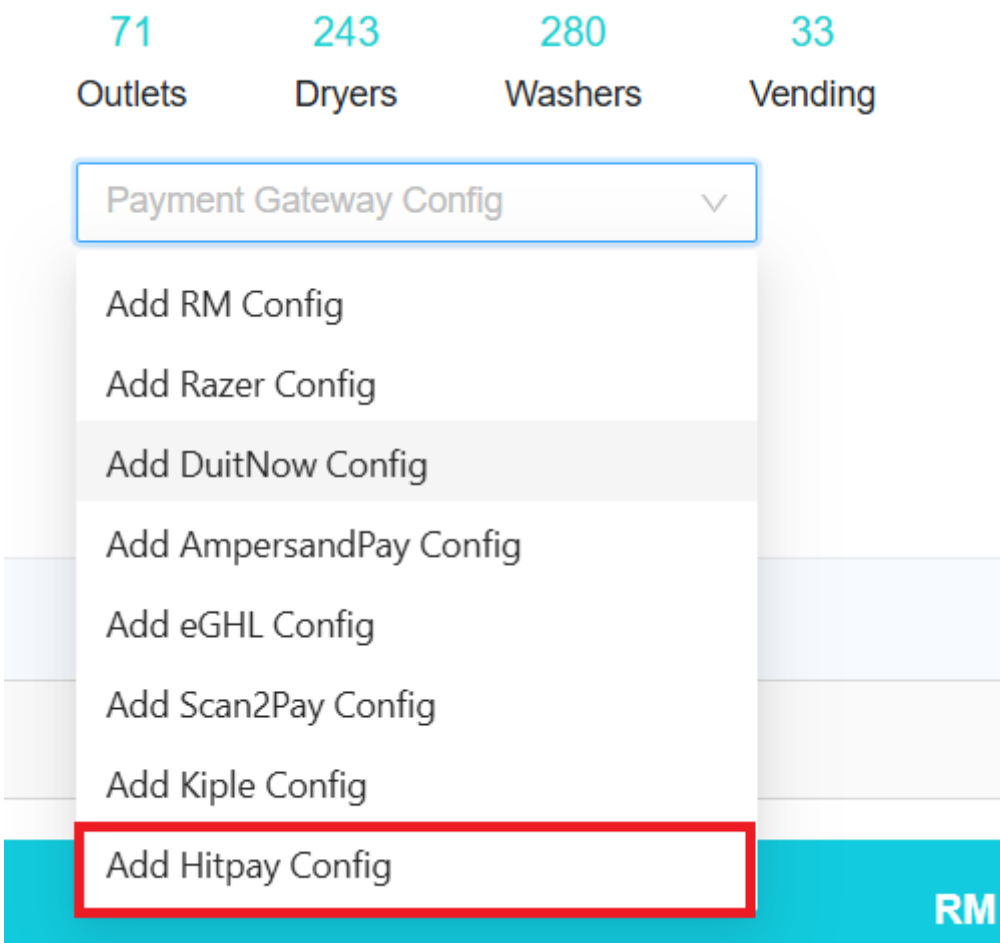 71 243 280 33
Outlets Dryers Washers Vending
Payment Gateway Config
Add RM Config
Add Razer Config
Add DuitNow Config
Add AmpersandPay Config
Add eGHL Config
Add Scan2Pay Config
Add Kiple Config
Add Hitpay Config
RM